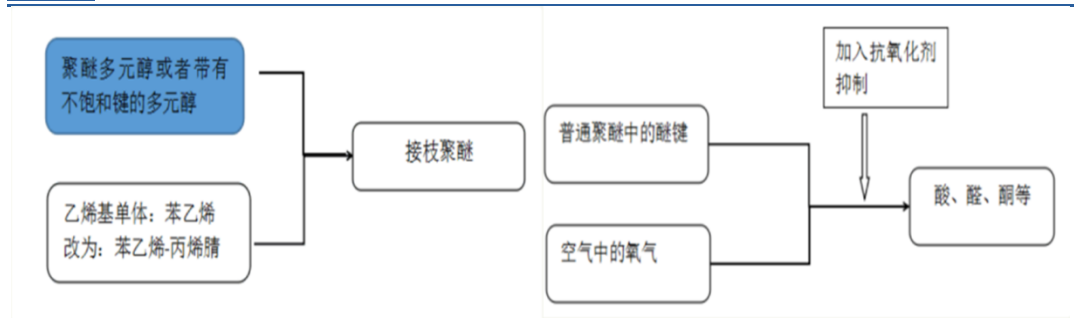 聚醚多元醇或者带有
不饱和键的多元醇
接枝聚醚
乙烯基单体：苯乙烯
改为：苯乙烯-丙烯腈
加入抗氧化剂
抑制
普通聚醚中的醚键
酸、醛、酮等
空气中的氧气